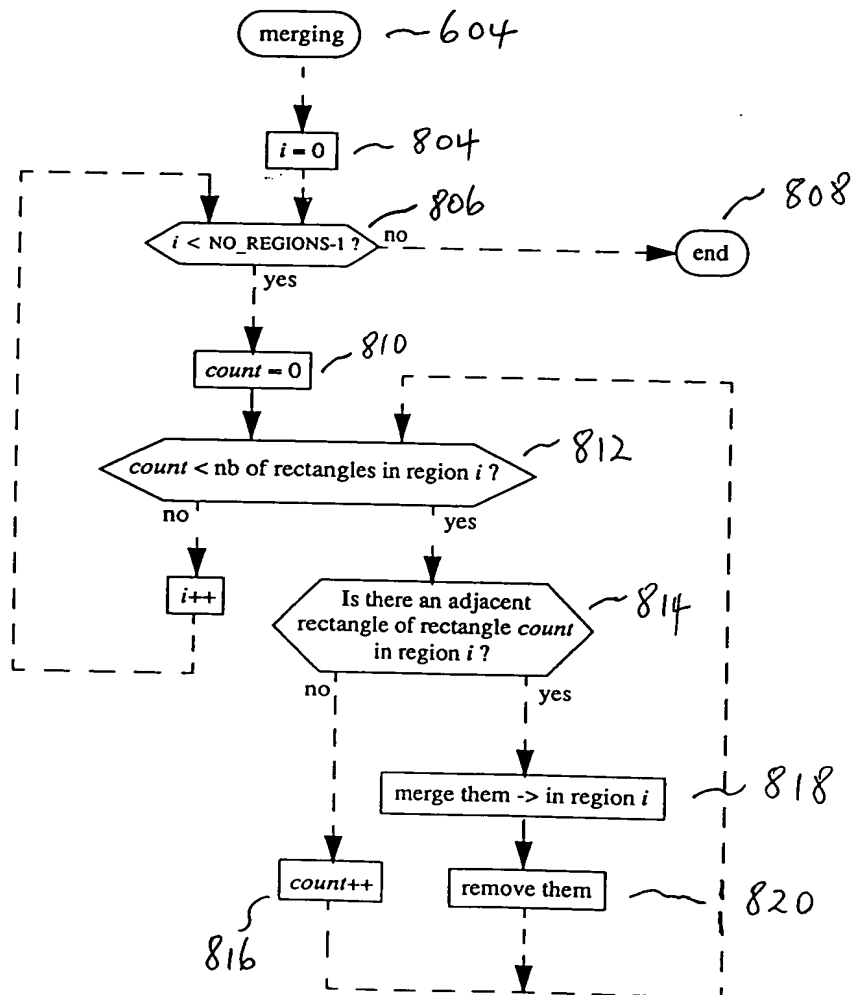 merging 604
i = 0 804
806
808
i < NO_REGIONS-1 ? no
end
yes
count = 0 810
812
count < nb of rectangles in region i ?
no yes
i++
Is there an adjacent
rectangle of rectangle count
in region i ?
814
no yes
merge them -> in region i 818
count++
remove them
820
816